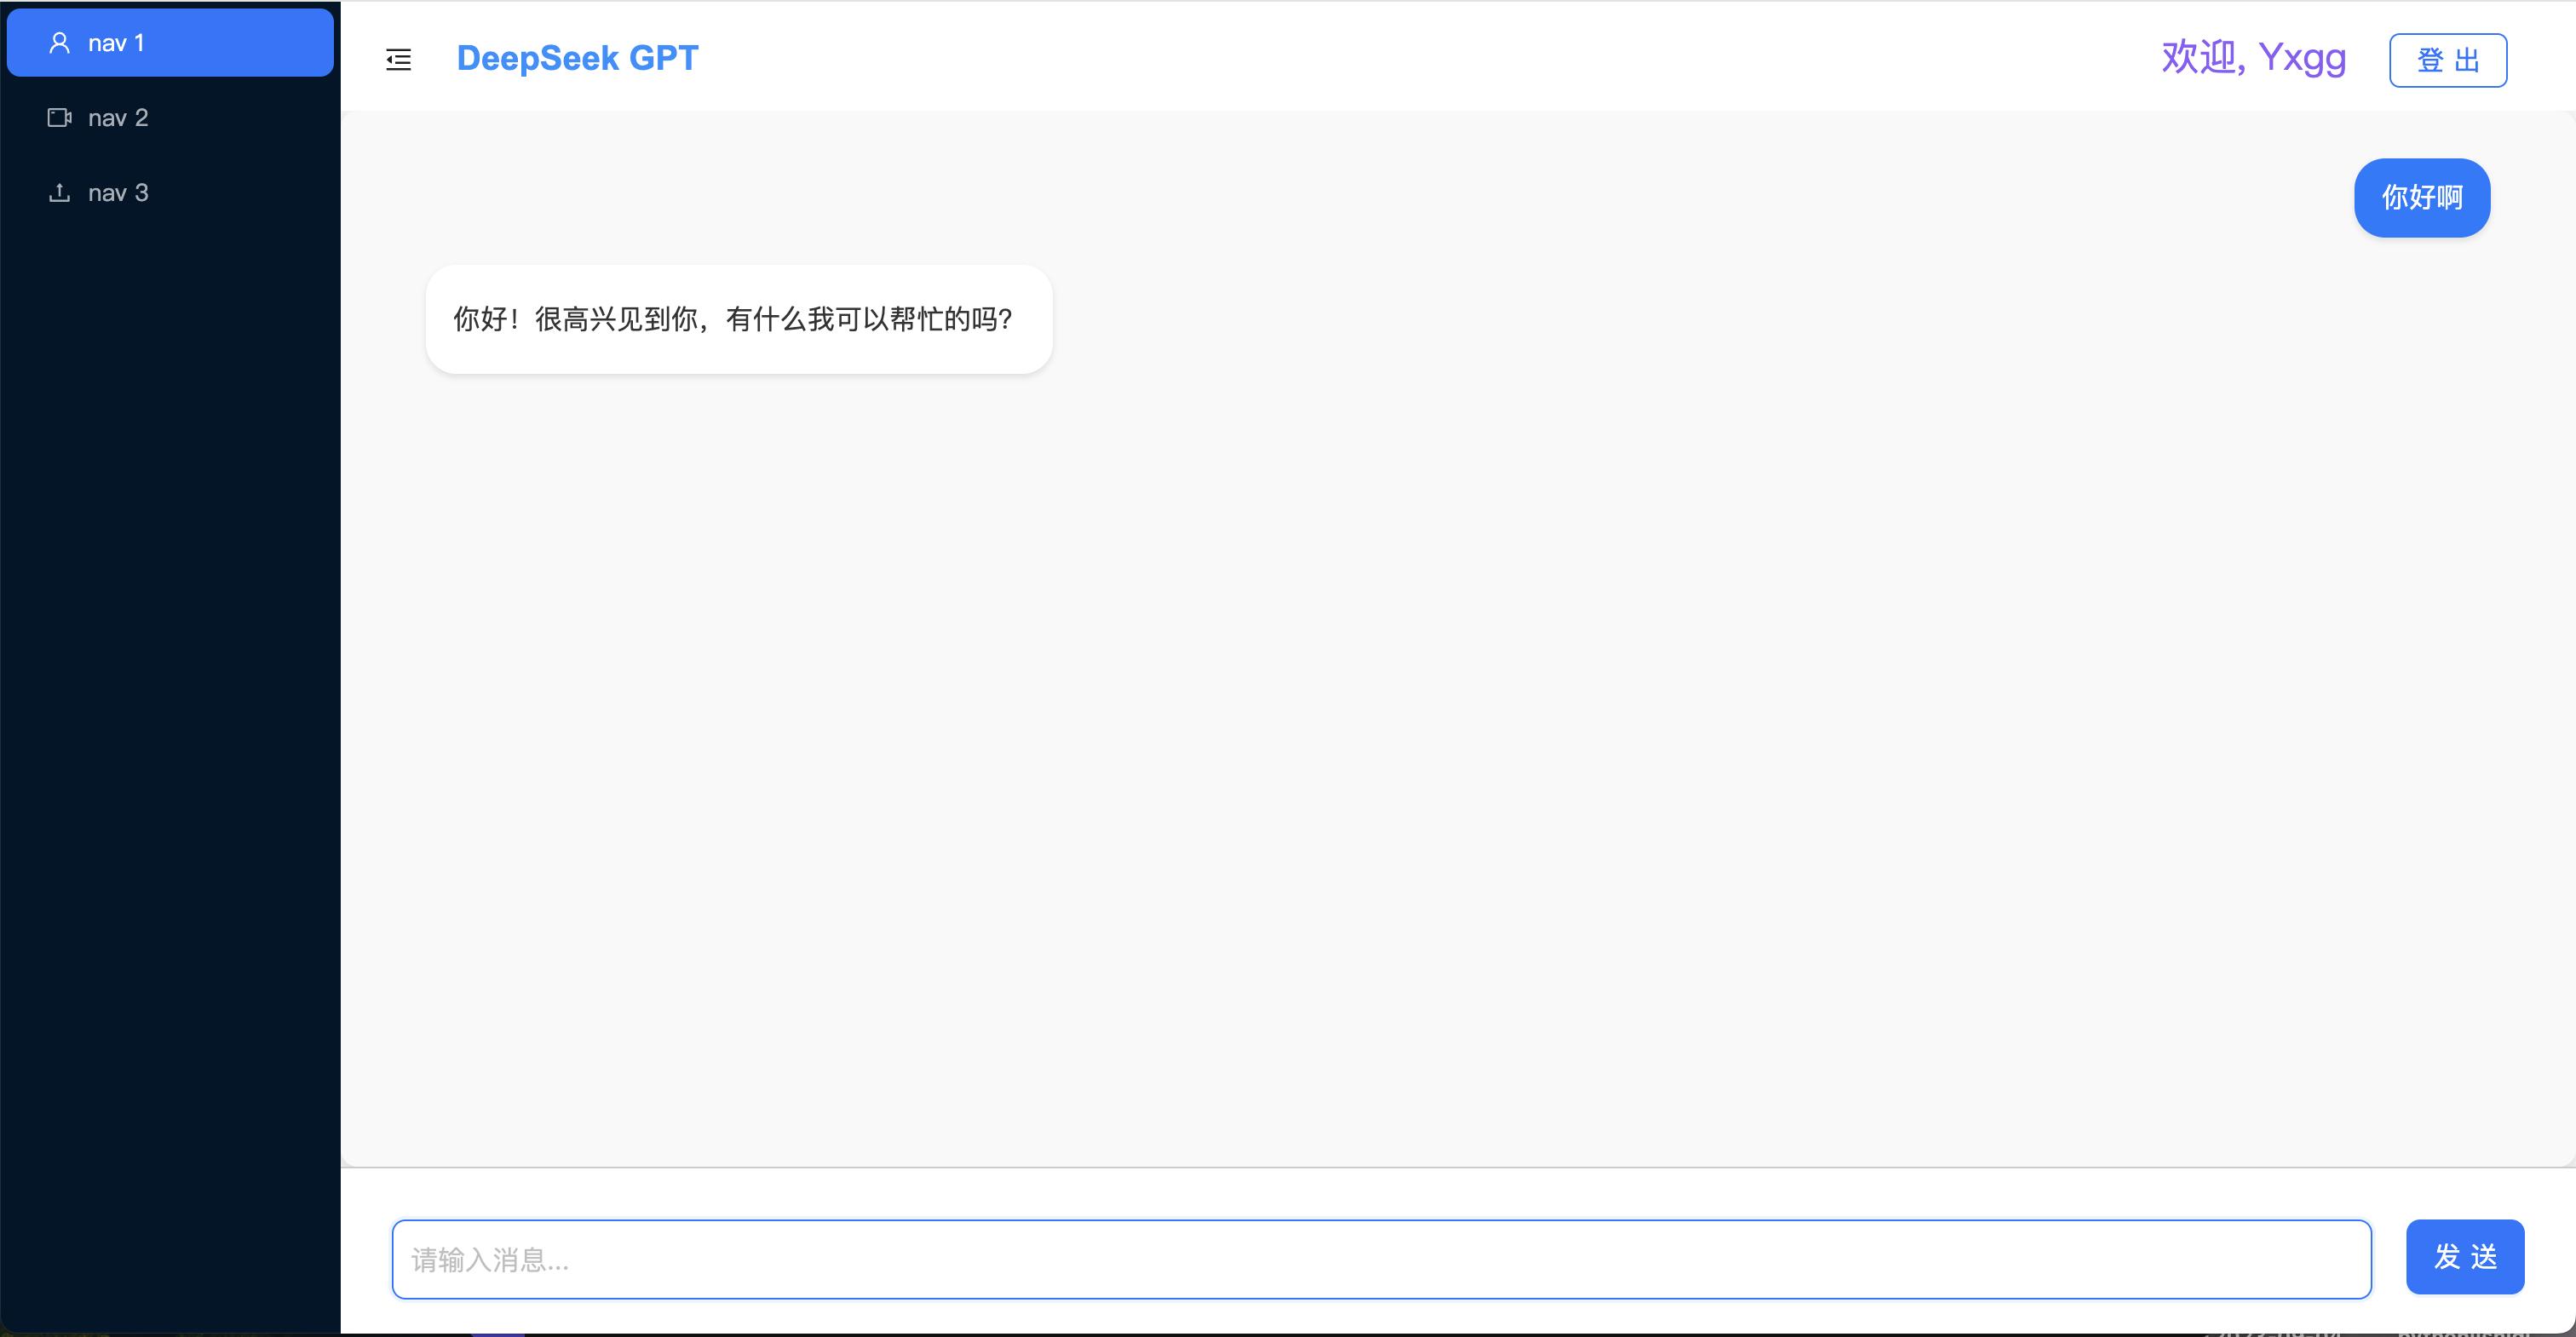 nav 1
nav 2
nav 3
DeepSeek GPT
欢迎, Yxgg
登 出
你好啊
你好！很高兴见到你，有什么我可以帮忙的吗？
请输入消息...
发 送